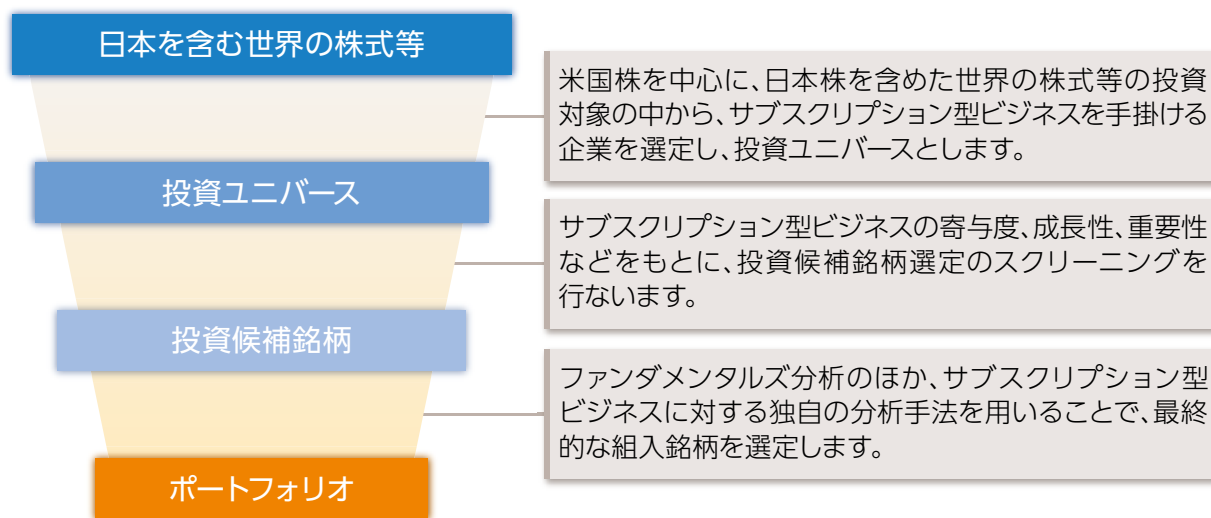 日本を含む世界の株式等
米国株を中心に、日本株を含めた世界の株式等の投資
対象の中から、サブスクリプション型ビジネスを手掛ける
企業を選定し、投資ユニバースとします。
投資ユニバース
サブスクリプション型ビジネスの寄与度、成長性、重要性
などをもとに、投資候補銘柄選定のスクリーニングを
行ないます。
投資候補銘柄
ファンダメンタルズ分析のほか、サブスクリプション型
ビジネスに対する独自の分析手法を用いることで、最終
的な組入銘柄を選定します。
ポートフォリオ